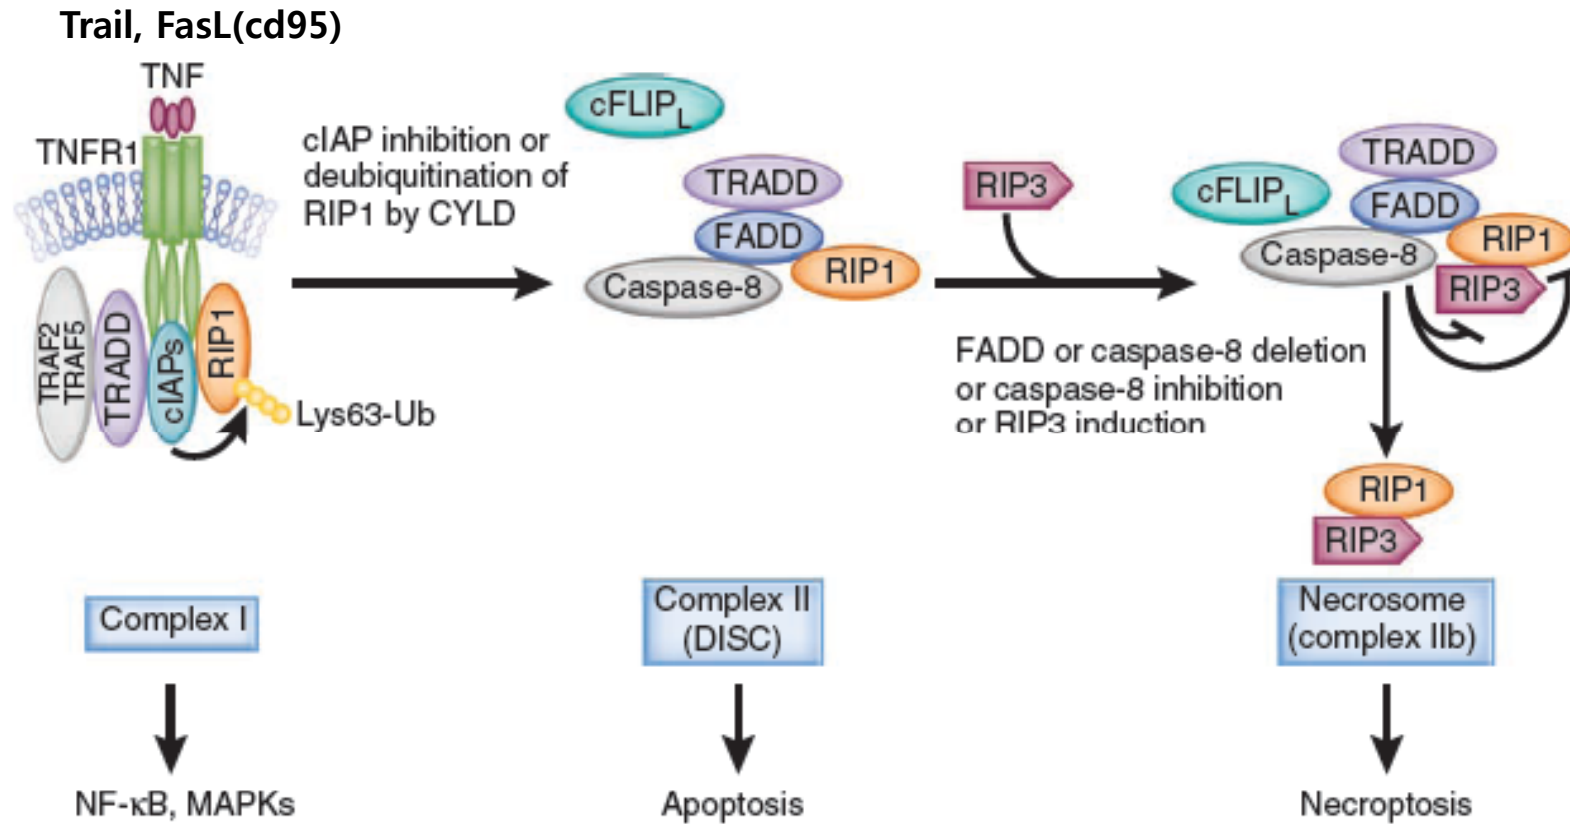 Trail, FasL(cd95)
TNF
TNFR1
TRAF2
TRAF5
TRADD
cIAPs
RIP1
Lys63-Ub
cIAP inhibition or
deubiquitination of
RIP1 by CYLD
cFLIPL
TRADD
FADD
RIP1
Caspase-8
RIP3
FADD or caspase-8 deletion
or caspase-8 inhibition
or RIP3 induction
TRADD
cFLIPL
FADD
RIP1
Caspase-8
RIP3
RIP1
RIP3
Complex I
Complex II
(DISC)
Necrosome
(complex IIb)
NF-κB, MAPKs
Apoptosis
Necroptosis